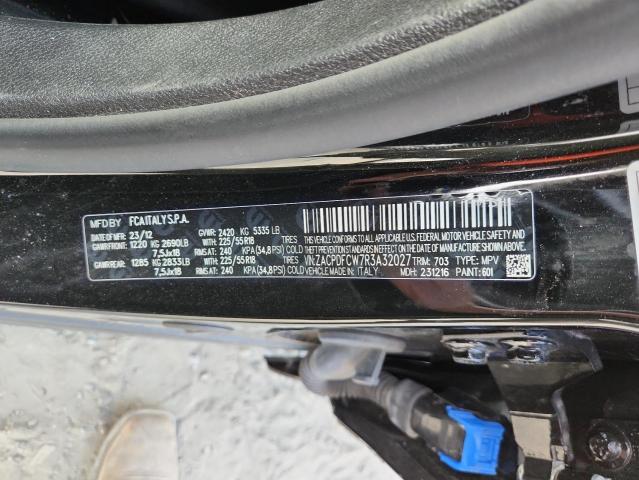 MFD BY FCA ITALY S.P.A.
DATE OF MFR 23/12 GVWR: 2420 KG 5335 LB
GAWR FRONT 1220 KG 2690LB WITH: 225/55R18 TIRES
7,5Jx18 RIMS AT: 240 KPA(34,8PSI) COLD
GAWR REAR 1285 KG 2833LB WITH: 225/55R18 TIRES
7,5Jx18 RIMS AT: 240 KPA(34,8PSI) COLD
THIS VEHICLE CONFORMS TO ALL APPLICABLE
FEDERAL MOTOR VEHICLE SAFETY,
BUMPER, AND THEFT PREVENTION STANDARDS
IN EFFECT ON THE DATE OF MANUFACTURE SHOWN ABOVE
VIN: ZACPDFCW7R3A32027 TRIM: 703 TYPE: MPV
VEHICLE MADE IN: ITALY MDH: 231216 PAINT: 601